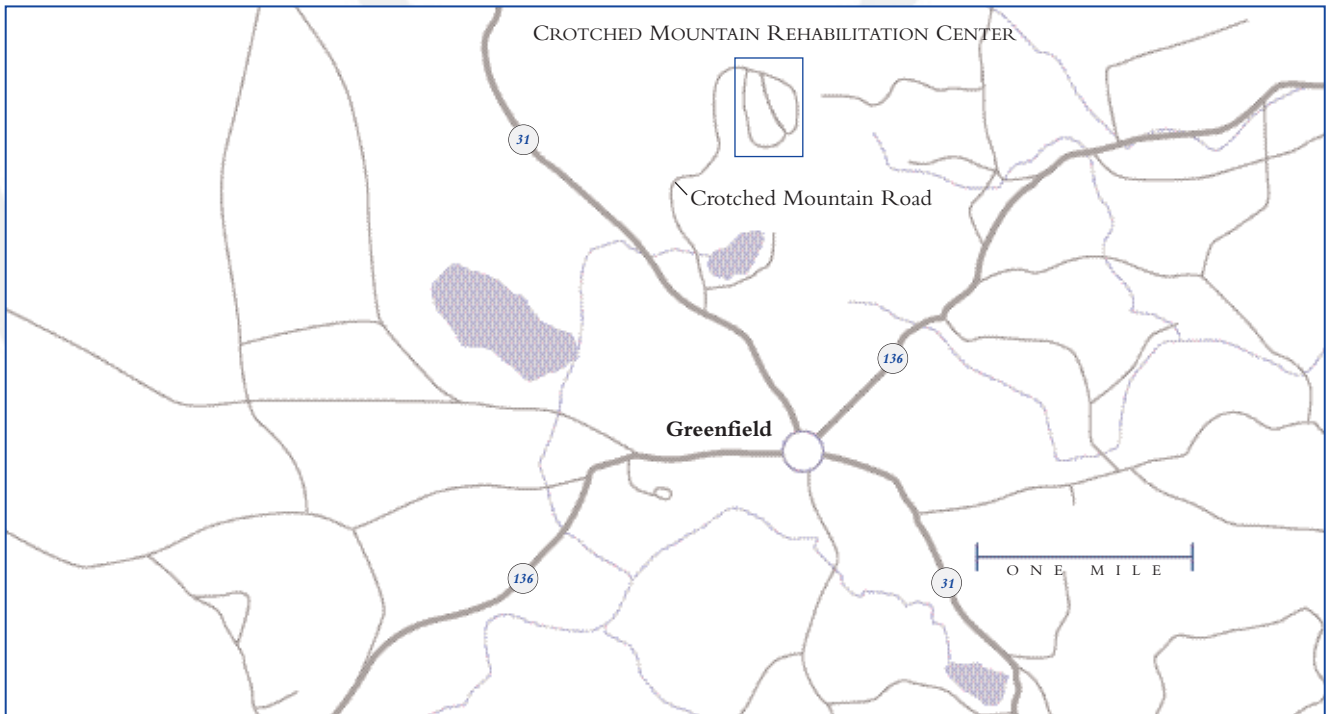 CROTCHED MOUNTAIN REHABILITATION CENTER
31
Crotched Mountain Road
136
Greenfield
ONE MILE
136
31